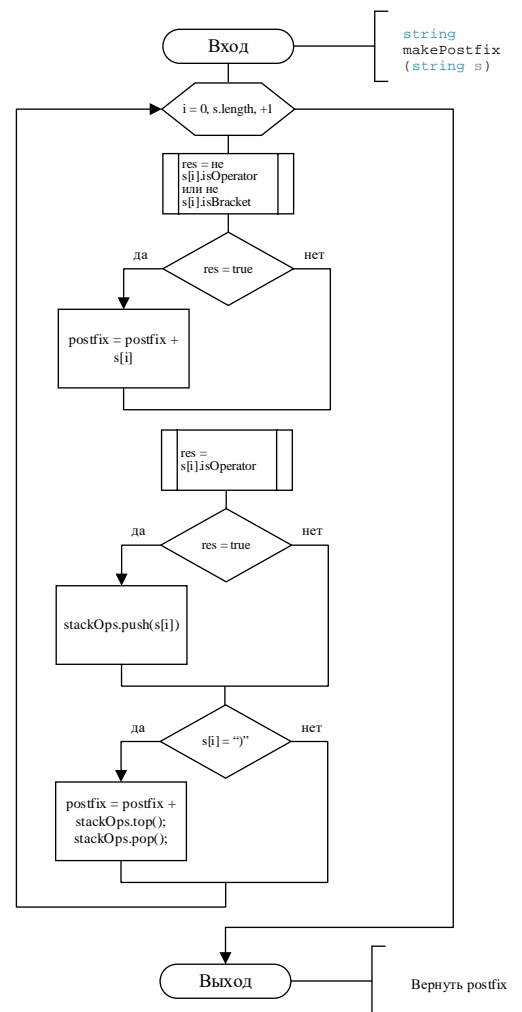 Вход
string
makePostfix
(string s)
i = 0, s.length, +1
res = не
s[i].isOperator
или не
s[i].isBracket
да
нет
res = true
postfix = postfix +
s[i]
res =
s[i].isOperator
да
нет
res = true
stackOps.push(s[i])
да
нет
s[i] = “)”
postfix = postfix +
stackOps.top();
stackOps.pop();
Выход
Вернуть postfix